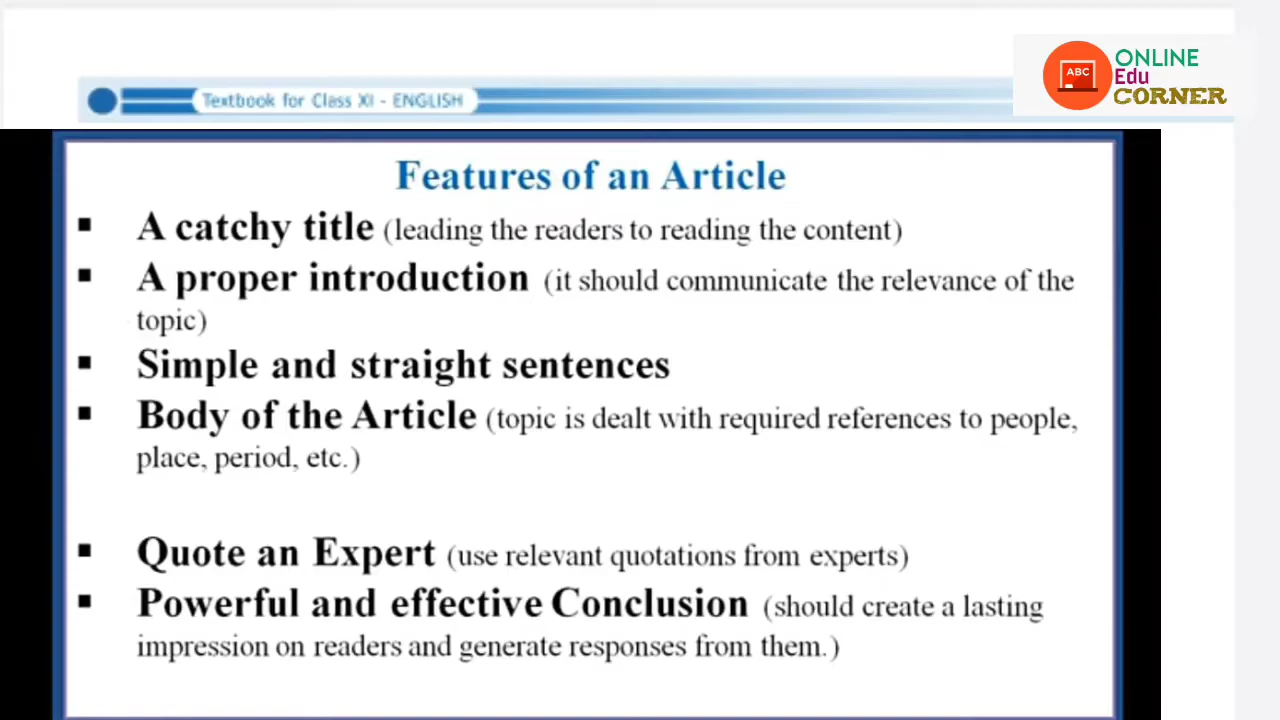 ABC
ONLINE
Edu
CORNER
Textbook for Class XI - ENGLISH
Features of an Article
▪ A catchy title (leading the readers to reading the content)
▪ A proper introduction (it should communicate the relevance of the
topic)
▪ Simple and straight sentences
▪ Body of the Article (topic is dealt with required references to people,
place, period, etc.)
▪ Quote an Expert (use relevant quotations from experts)
▪ Powerful and effective Conclusion (should create a lasting
impression on readers and generate responses from them.)